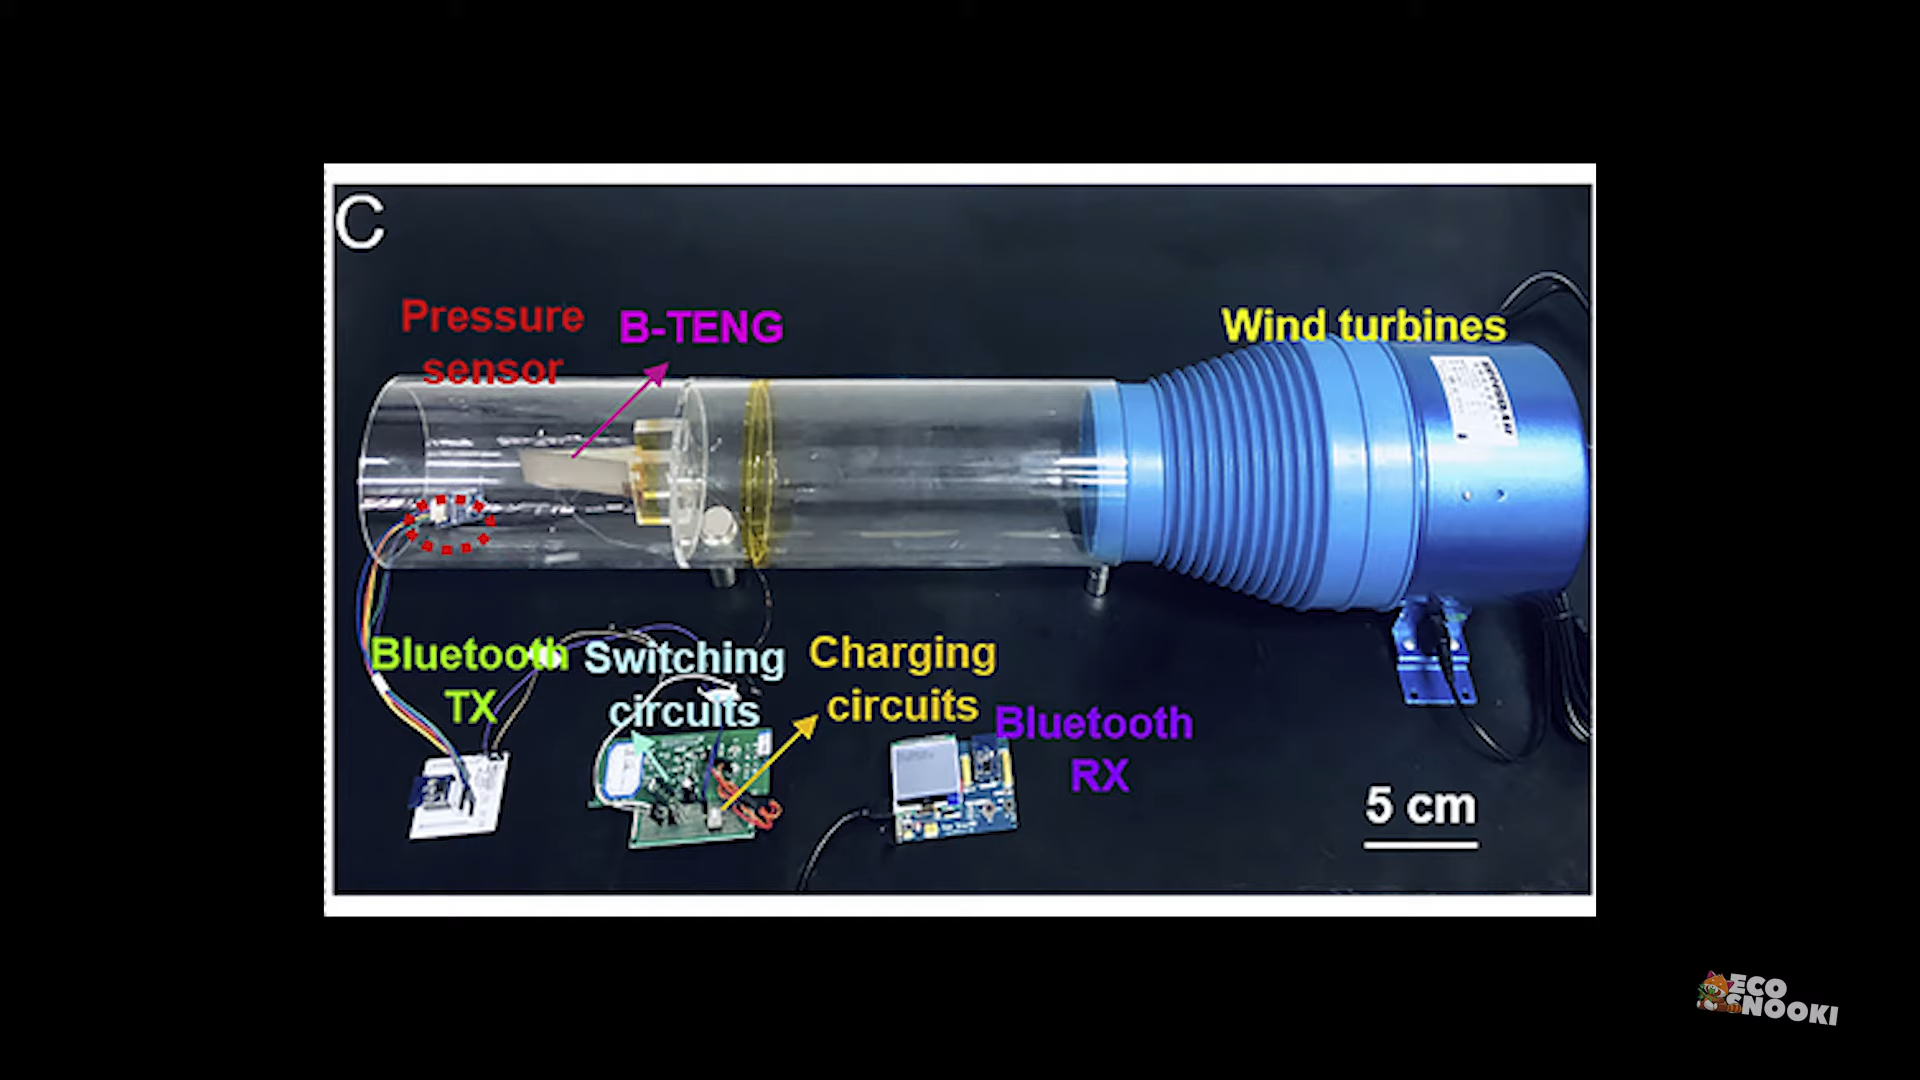 C
Pressure
sensor
B-TENG
Wind turbines
Bluetooth
TX
Switching
circuits
Charging
circuits
Bluetooth
RX
5 cm
ECO
SNOOKI